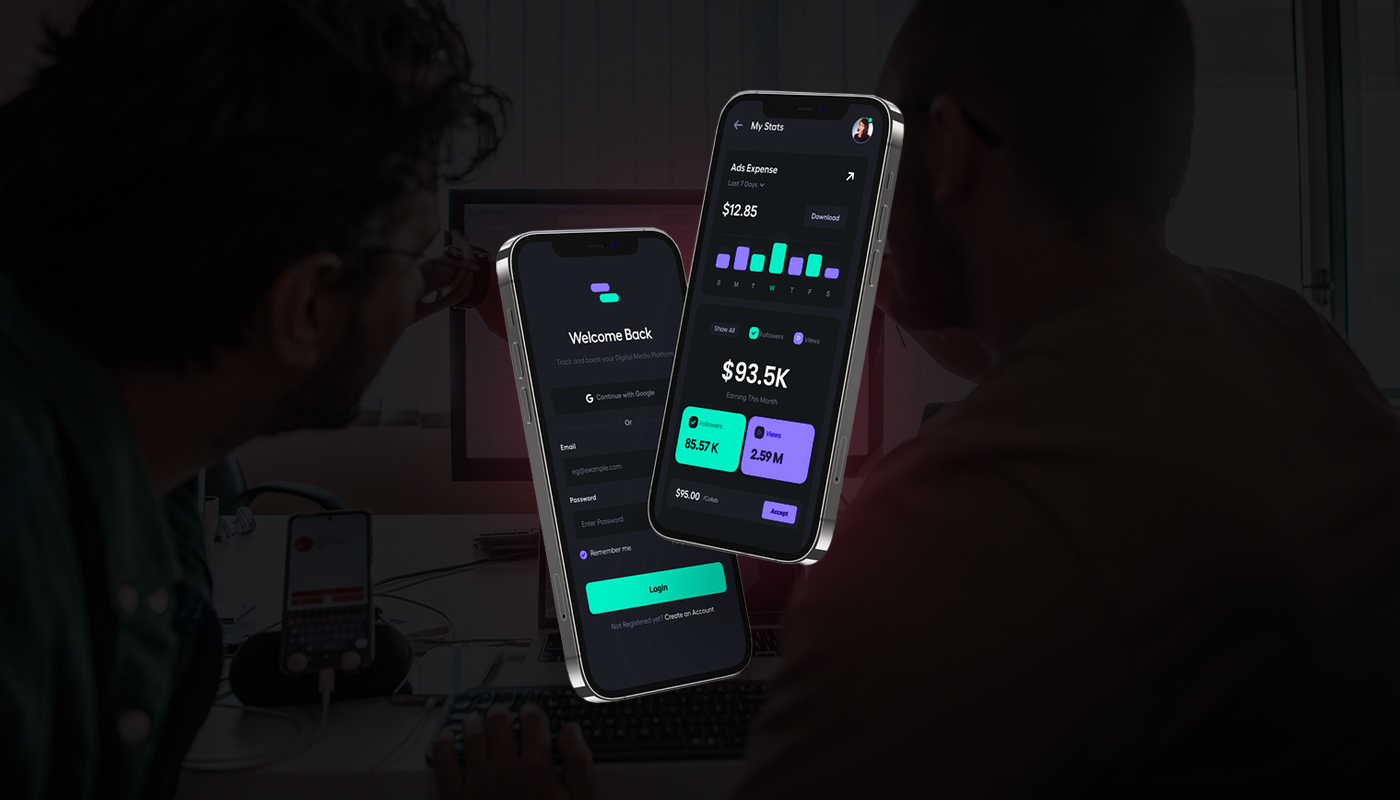 Welcome Back
Track and boost your Digital Media Platform
Continue with Google
Or
Email
eg@example.com
Password
Enter Password
Remember me
Login
Not Registered yet? Create an Account
My Stats
Ads Expense
Last 7 Days
$12.85
Download
S M T W T F S
Show All Followers Views
$93.5K
Earning This Month
Followers
85.57 K
Views
2.59 M
$95.00 /Collab
Accept